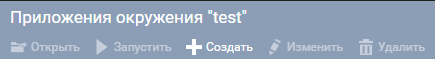 Приложения окружения "test"
Открыть Запустить Создать Изменить Удалить